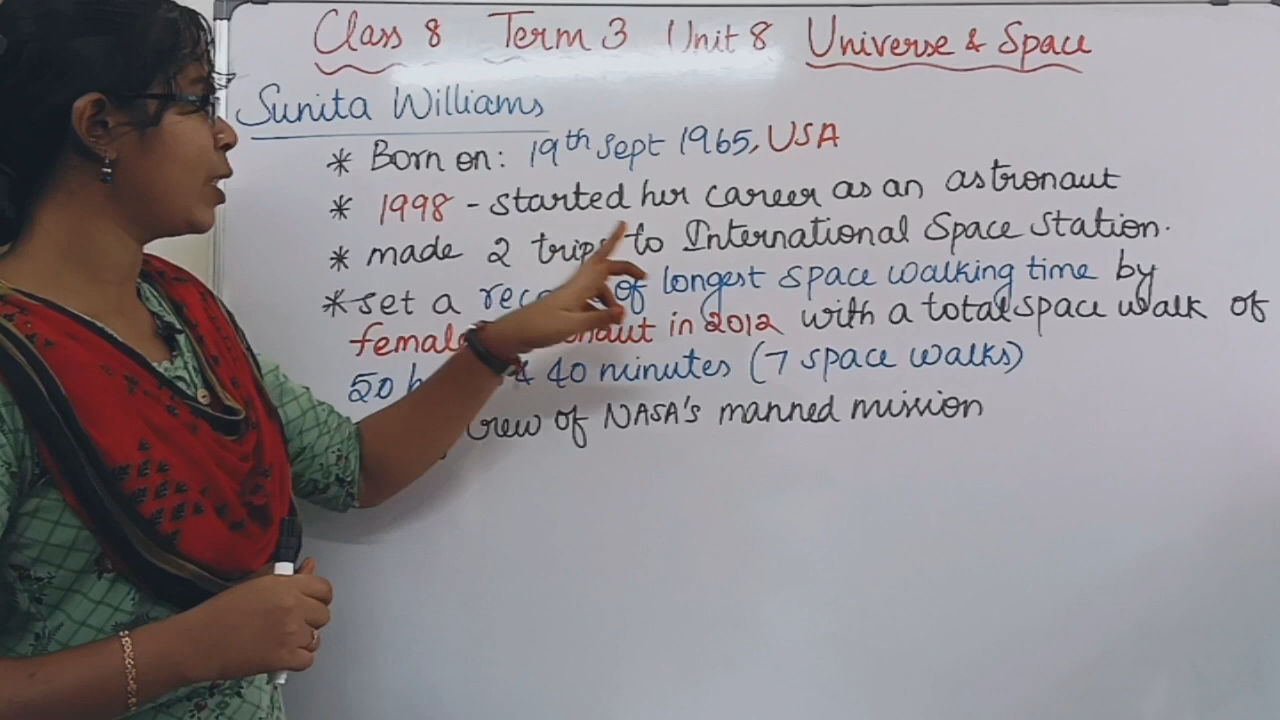 Class 8 Term 3 Unit 8 Universe & Space
Sunita Williams
* Born on: 19th Sept 1965, USA
* 1998 - started her career as an astronaut
* made 2 trips to International Space Station.
* set a record of longest space walking time by
female astronaut in 2012 with a total space walk of
50 & 40 minutes (7 space walks)
crew of NASA's manned mission